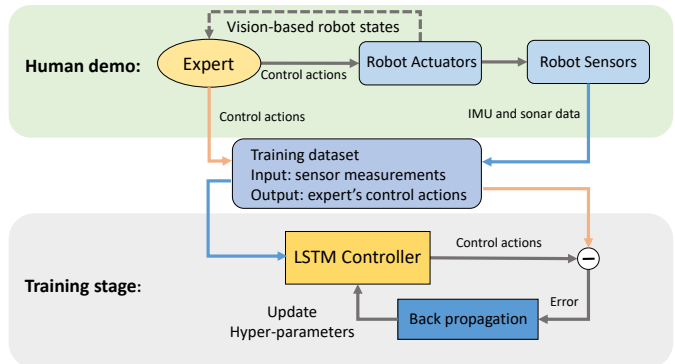 Vision-based robot states
Human demo:
Expert
Control actions
Robot Actuators
Robot Sensors
Control actions
IMU and sonar data
Training dataset
Input: sensor measurements
Output: expert's control actions
LSTM Controller
Control actions
−
Training stage:
Update
Hyper-parameters
Back propagation
Error